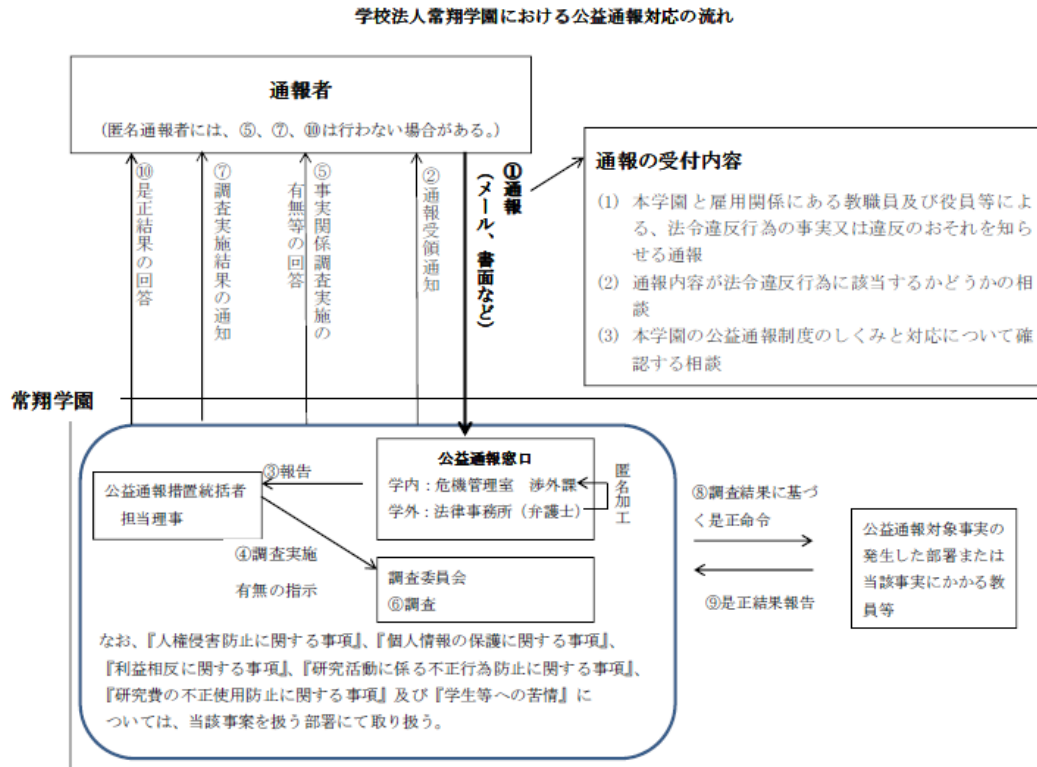 学校法人常翔学園における公益通報対応の流れ
通報者
(匿名通報者には、⑤、⑦、⑩は行わない場合がある。)
⑩是正結果の回答
⑦調査実施結果の通知
⑤事実関係調査実施の
有無等の回答
②通報受領通知
①通報
(メール、書面など)
通報の受付内容
(1) 本学園と雇用関係にある教職員及び役員等によ
る、法令違反行為の事実又は違反のおそれを知ら
せる通報
(2) 通報内容が法令違反行為に該当するかどうかの相
談
(3) 本学園の公益通報制度のしくみと対応について確
認する相談
常翔学園
公益通報窓口
学内：危機管理室 渉外課
学外：法律事務所（弁護士）
匿名加工
③報告
公益通報措置統括者
担当理事
④調査実施
有無の指示
調査委員会
⑥調査
⑧調査結果に基づ
く是正命令
⑨是正結果報告
公益通報対象事実の
発生した部署または
当該事実にかかる教
員等
なお、『人権侵害防止に関する事項』、『個人情報の保護に関する事項』、
『利益相反に関する事項』、『研究活動に係る不正行為防止に関する事項』、
『研究費の不正使用防止に関する事項』及び『学生等への苦情』に
ついては、当該事案を扱う部署にて取り扱う。